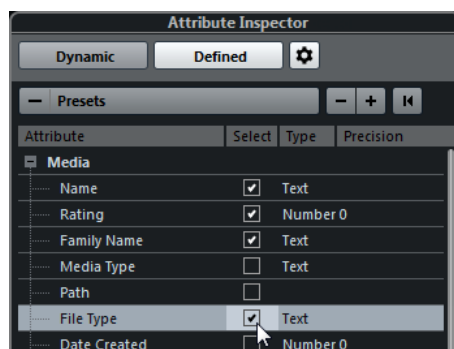 Attribute Inspector
Dynamic Defined
Presets
Attribute Select Type Precision
Media
Name Text
Rating Number 0
Family Name Text
Media Type Text
Path
File Type Text
Date Created Number 0